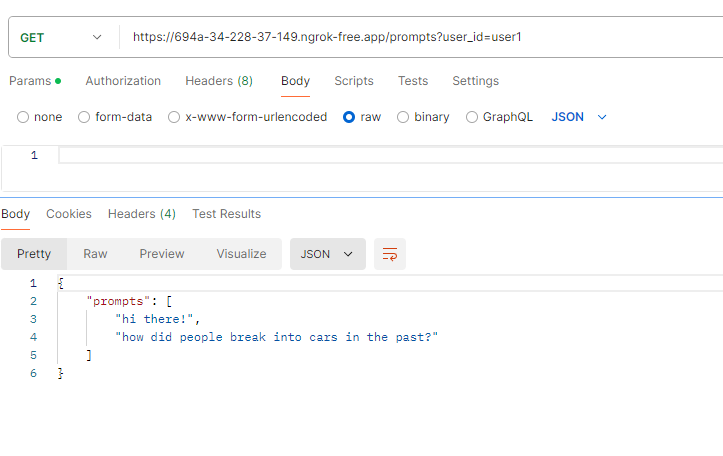 GET https://694a-34-228-37-149.ngrok-free.app/prompts?user_id=user1
Params Authorization Headers (8) Body Scripts Tests Settings
none form-data x-www-form-urlencoded raw binary GraphQL JSON
1
Body Cookies Headers (4) Test Results
Pretty Raw Preview Visualize JSON
1 {
2 "prompts": [
3 "hi there!",
4 "how did people break into cars in the past?"
5 ]
6 }